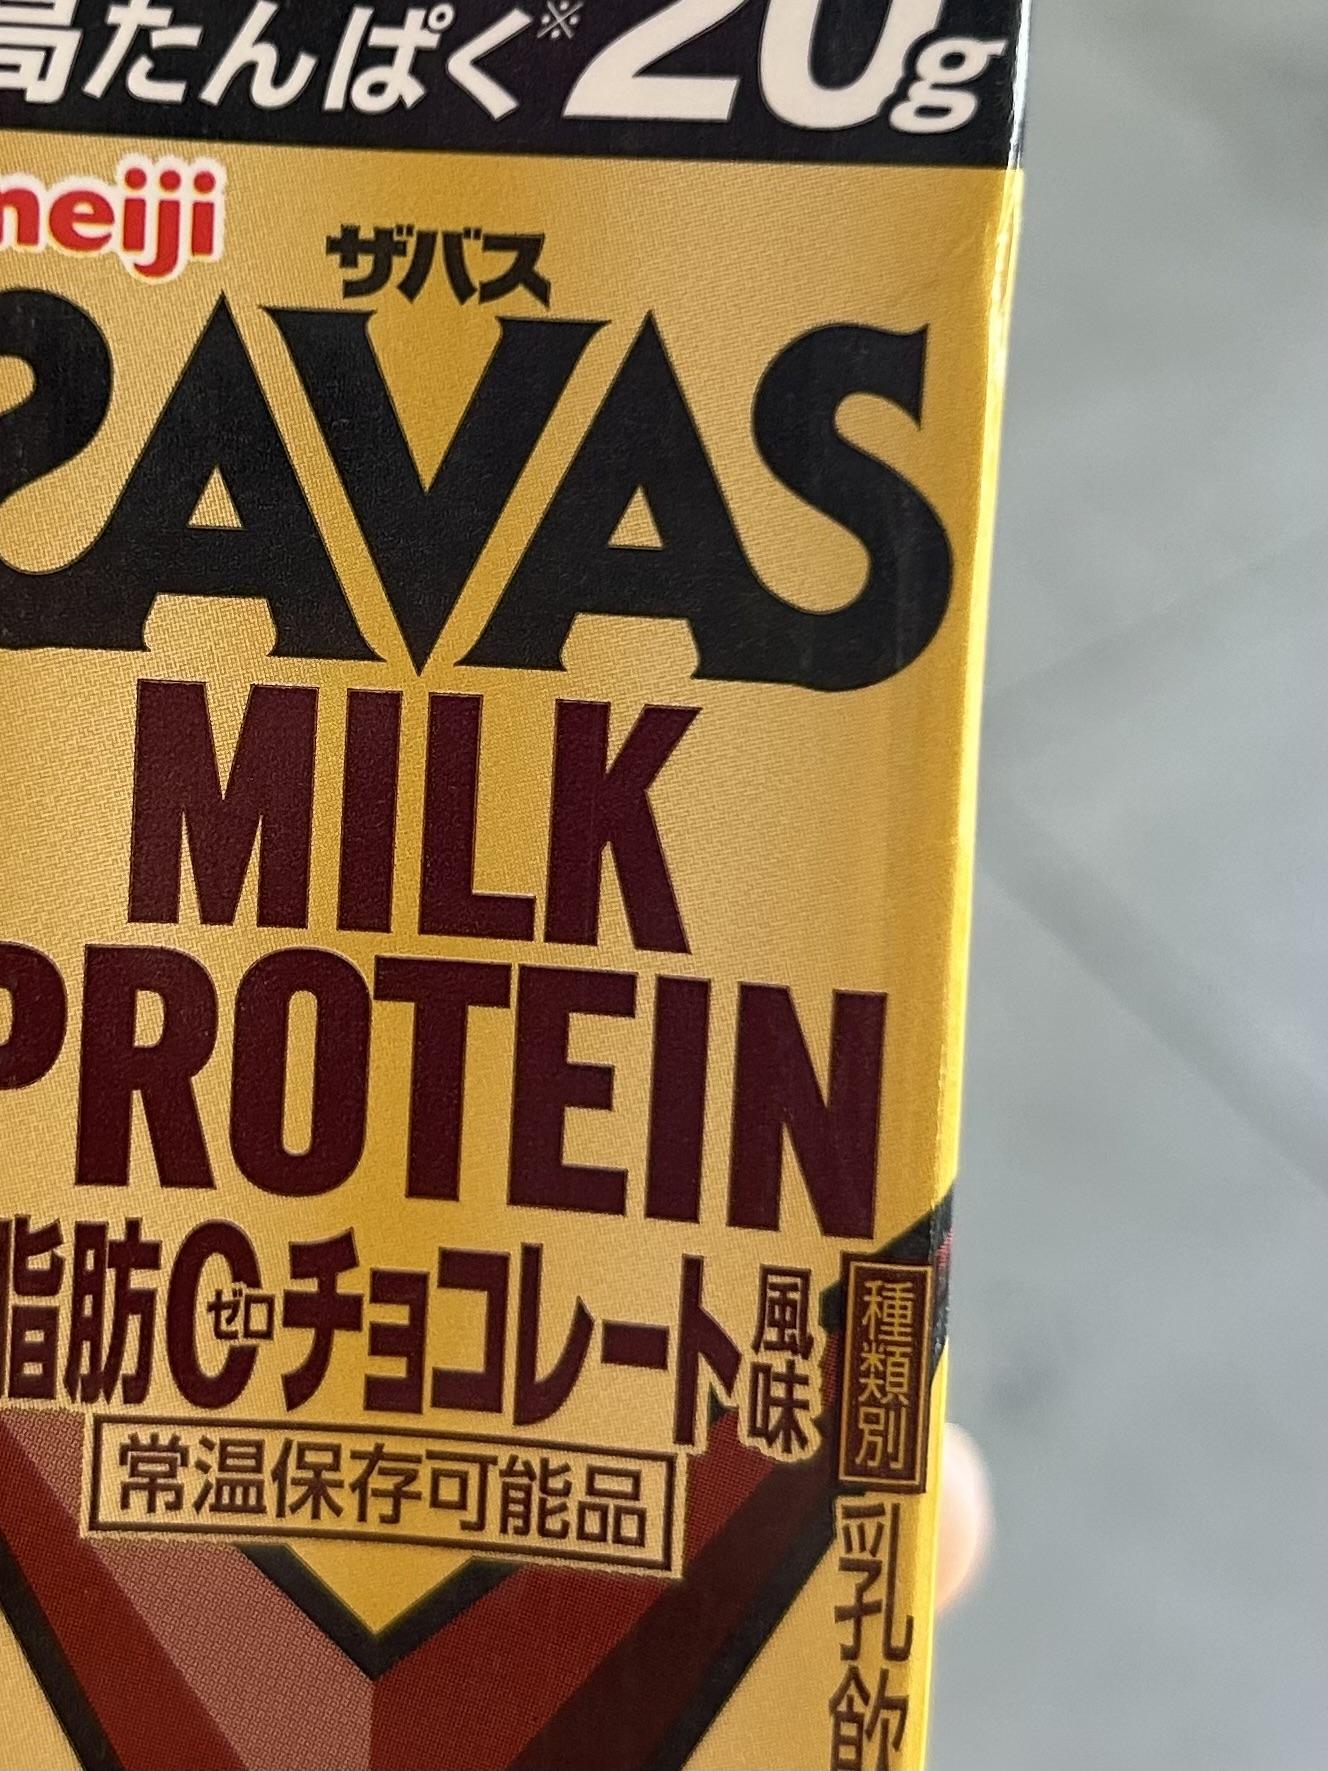 高たんぱく※20g
meiji
ザバス
SAVAS
MILK
PROTEIN
脂肪0ゼロチョコレート風味
常温保存可能品
種類別
乳飲